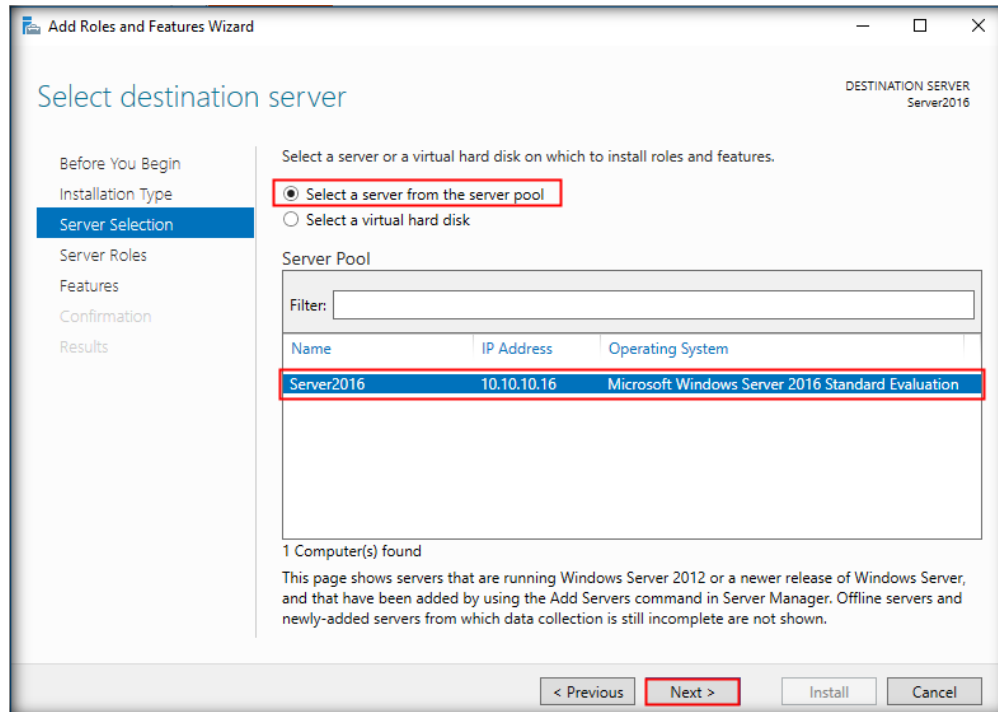 Add Roles and Features Wizard
Select destination server
DESTINATION SERVER
Server2016
Before You Begin
Installation Type
Server Selection
Server Roles
Features
Confirmation
Results
Select a server or a virtual hard disk on which to install roles and features.
Select a server from the server pool
Select a virtual hard disk
Server Pool
Filter:
Name IP Address Operating System
Server2016 10.10.10.16 Microsoft Windows Server 2016 Standard Evaluation
1 Computer(s) found
This page shows servers that are running Windows Server 2012 or a newer release of Windows Server,
and that have been added by using the Add Servers command in Server Manager. Offline servers and
newly-added servers from which data collection is still incomplete are not shown.
< Previous Next > Install Cancel